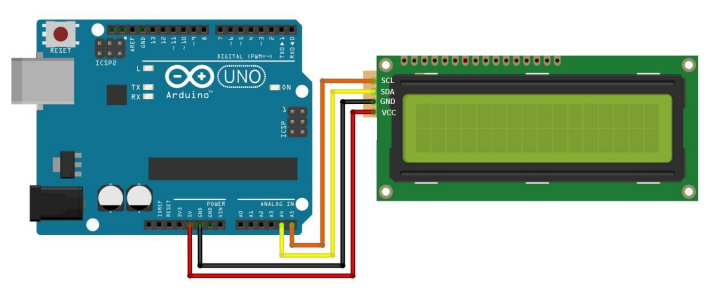 RESET
ICSP2
AREF
GND
13
12
~11
~10
~9
8
7
~6
~5
4
~3
2
TXD▸1
RXD◂0
DIGITAL (PWM=~)
L
TX
RX
UNO
Arduino™
ON
1
ICSP
SCL
SDA
GND
VCC
POWER
ANALOG IN
IOREF
RESET
3V3
5V
GND
GND
VIN
A0
A1
A2
A3
A4
A5